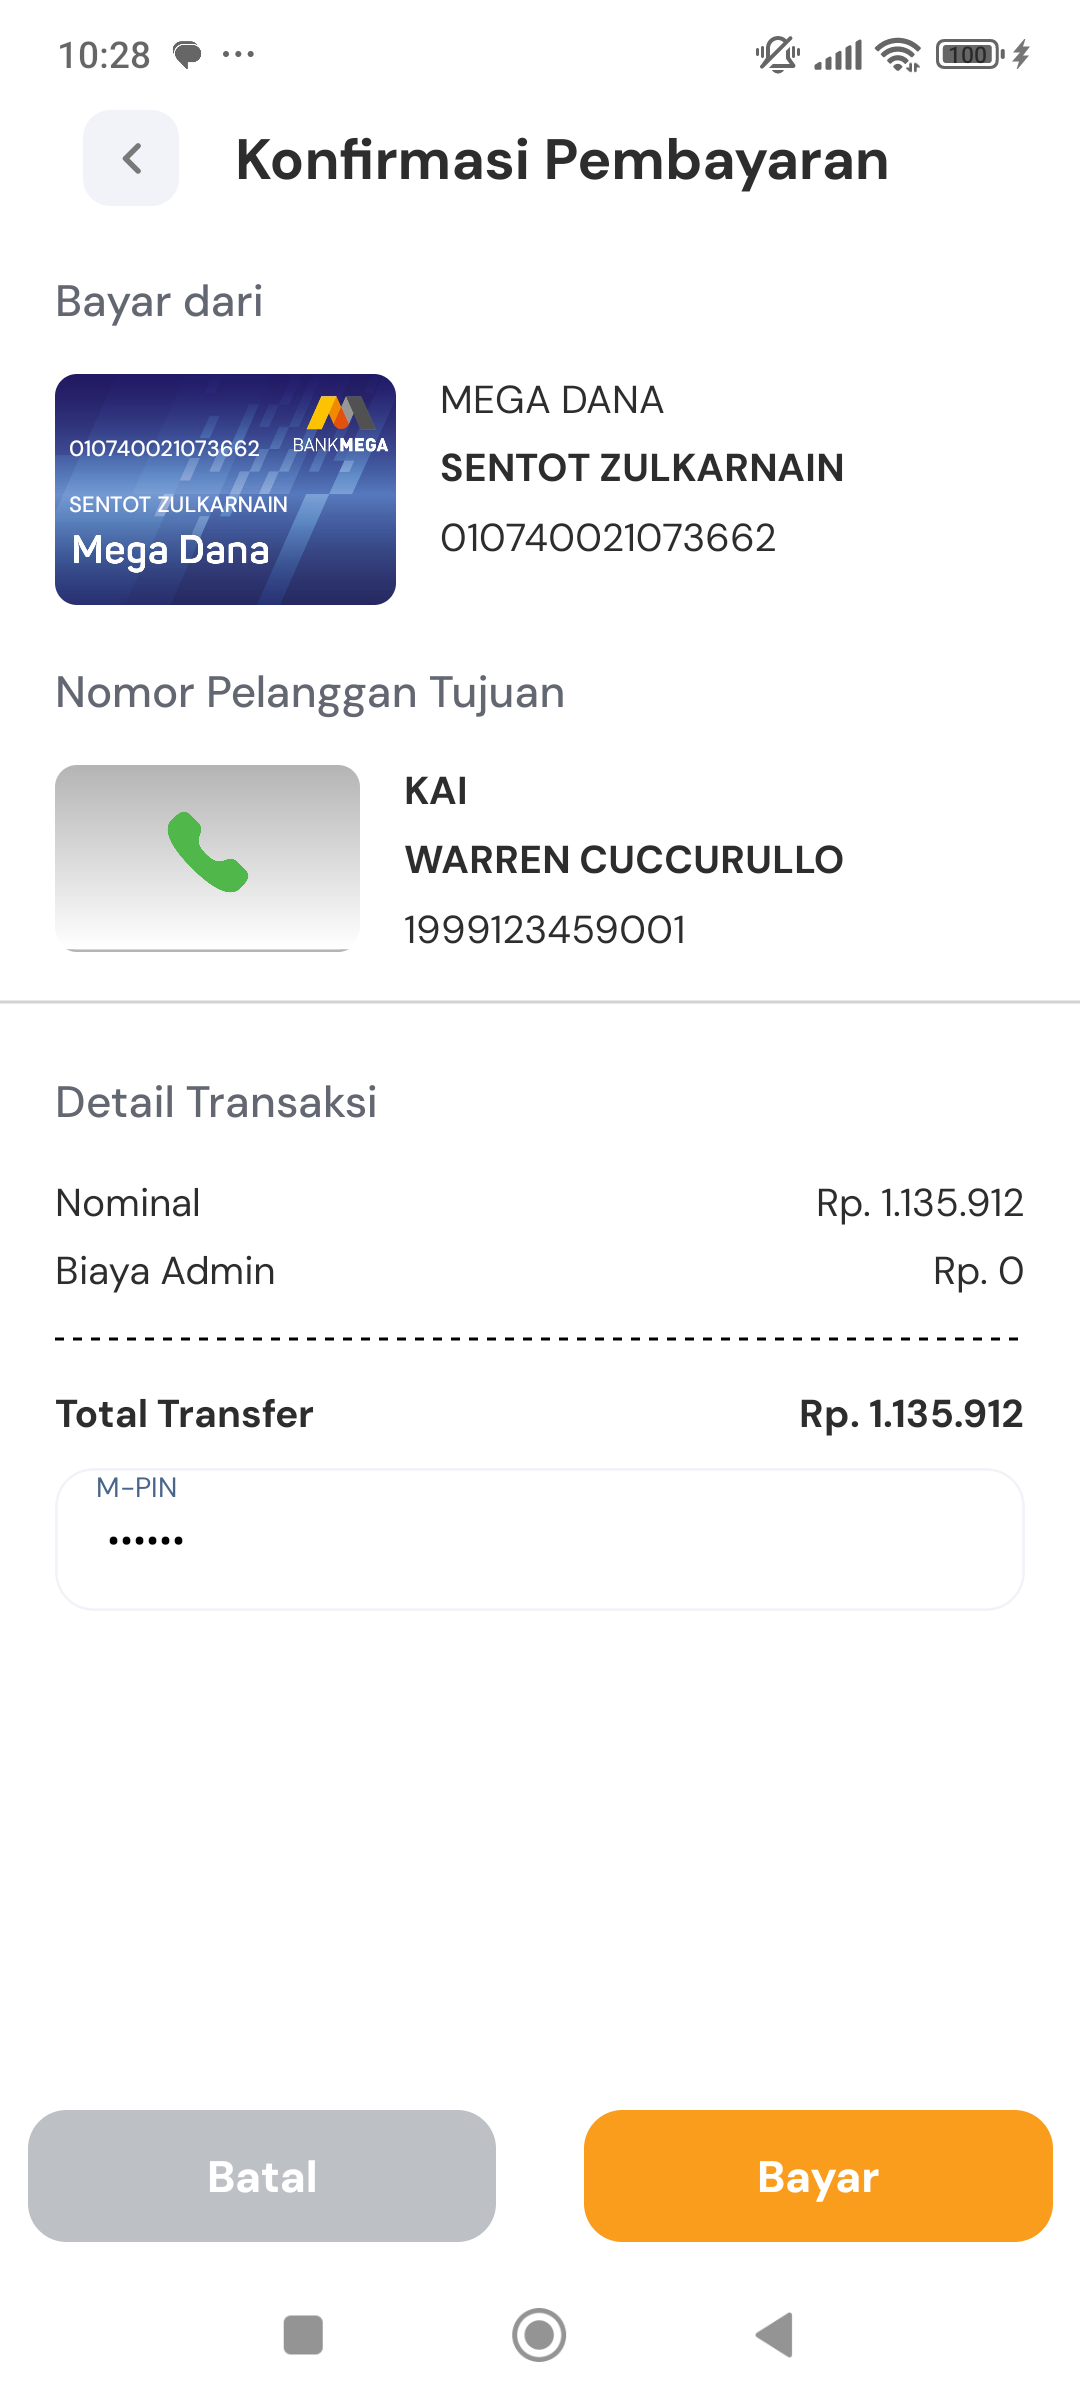 10:28
100
Konfirmasi Pembayaran
Bayar dari
010740021073662
BANKMEGA
SENTOT ZULKARNAIN
Mega Dana
MEGA DANA
SENTOT ZULKARNAIN
010740021073662
Nomor Pelanggan Tujuan
KAI
WARREN CUCCURULLO
1999123459001
Detail Transaksi
Nominal Rp. 1.135.912
Biaya Admin Rp. 0
Total Transfer Rp. 1.135.912
M-PIN
••••••
Batal Bayar